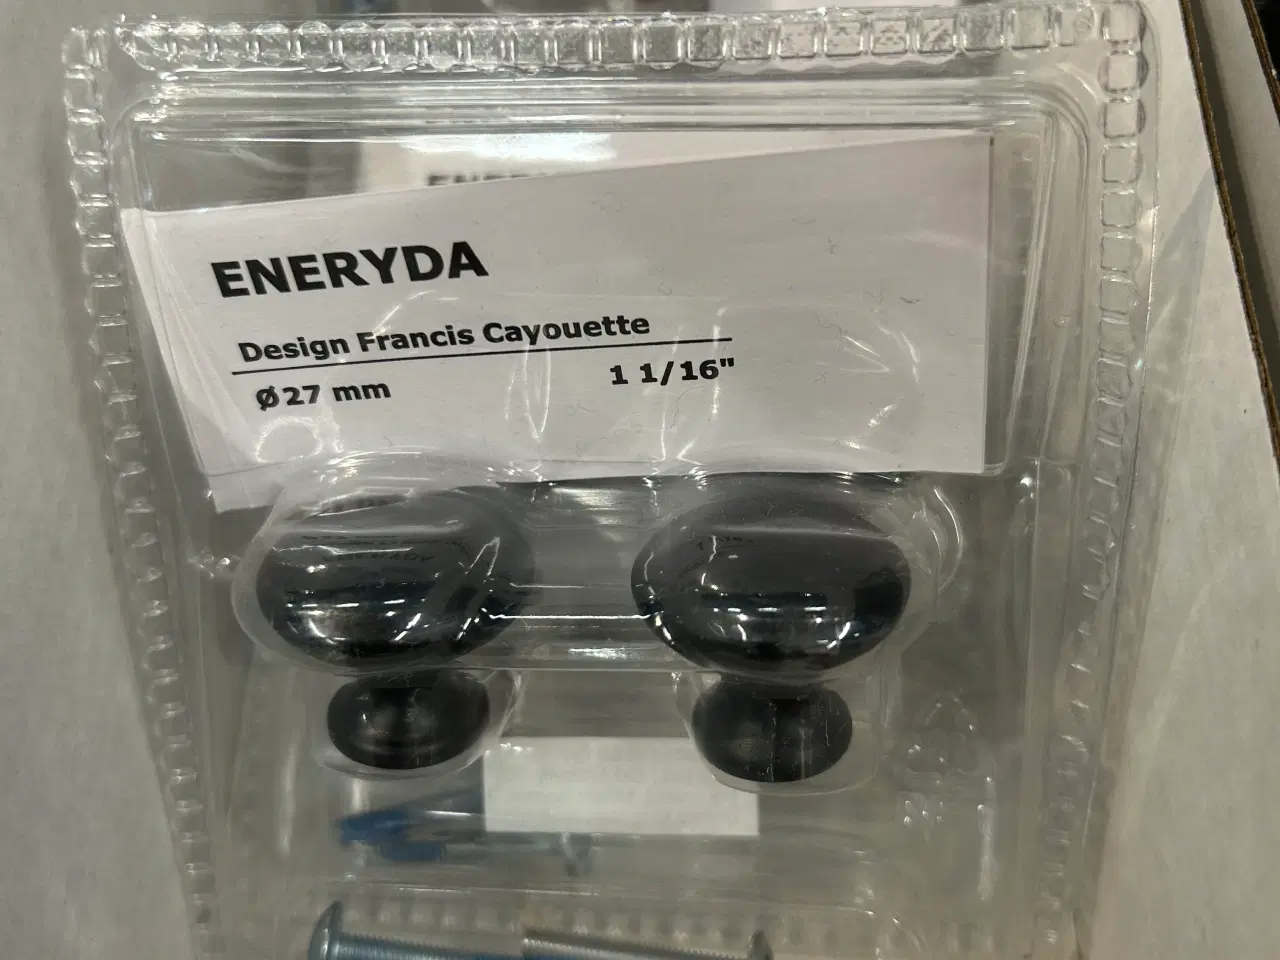 ENERYDA
Design Francis Cayouette
Ø27 mm 1 1/16"